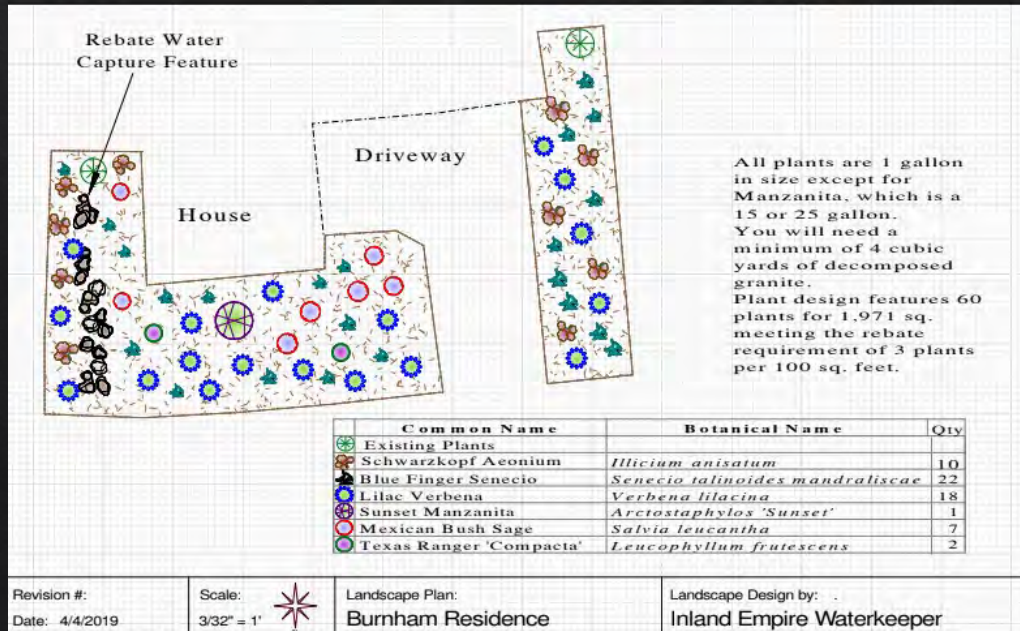 Rebate Water
Capture Feature
Driveway
House
All plants are 1 gallon
in size except for
Manzanita, which is a
15 or 25 gallon.
You will need a
minimum of 4 cubic
yards of decomposed
granite.
Plant design features 60
plants for 1,971 sq.
meeting the rebate
requirement of 3 plants
per 100 sq. feet.
Common Name Botanical Name Qty
Existing Plants
Schwarzkopf Aeonium Illicium anisatum 10
Blue Finger Senecio Senecio talinoides mandraliscae 22
Lilac Verbena Verbena lilacina 18
Sunset Manzanita Arctostaphylos 'Sunset' 1
Mexican Bush Sage Salvia leucantha 7
Texas Ranger 'Compacta' Leucophyllum frutescens 2
Revision #:
Date: 4/4/2019
Scale:
3/32" = 1'
Landscape Plan:
Burnham Residence
Landscape Design by: .
Inland Empire Waterkeeper